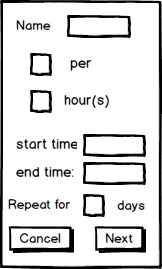 Name
per
hour(s)
start time
end time:
Repeat for days
Cancel Next